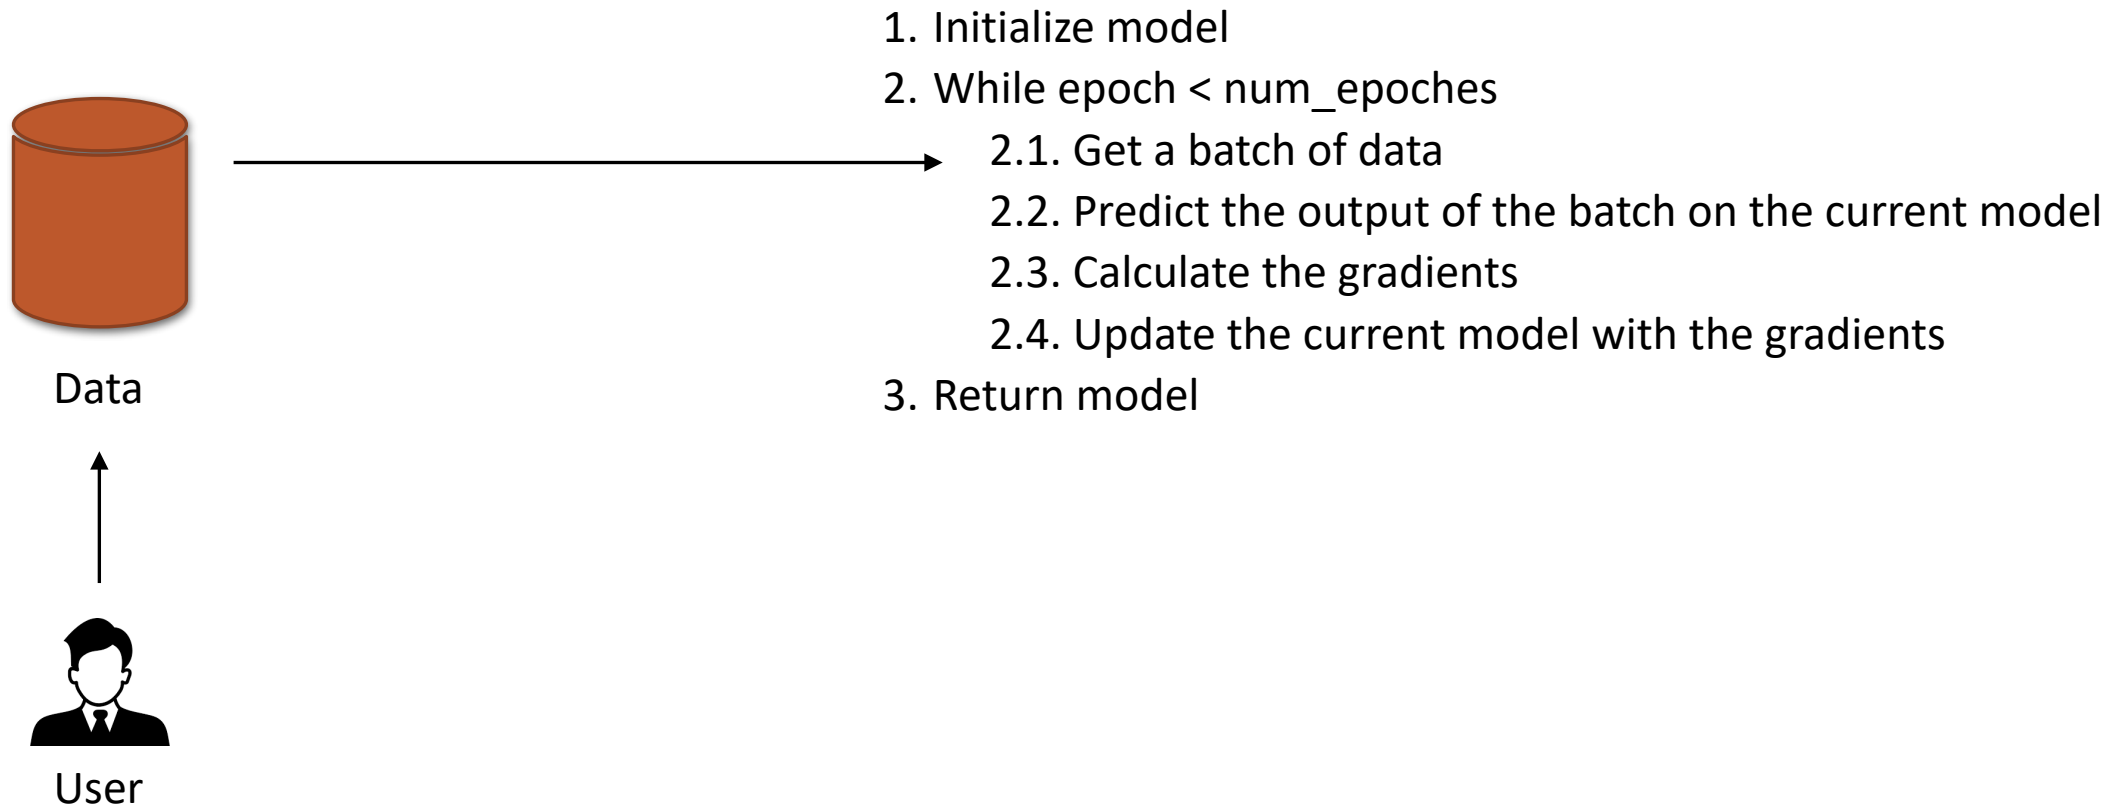 1. Initialize model
2. While epoch < num_epoches
2.1. Get a batch of data
2.2. Predict the output of the batch on the current model
2.3. Calculate the gradients
2.4. Update the current model with the gradients
3. Return model
Data
User